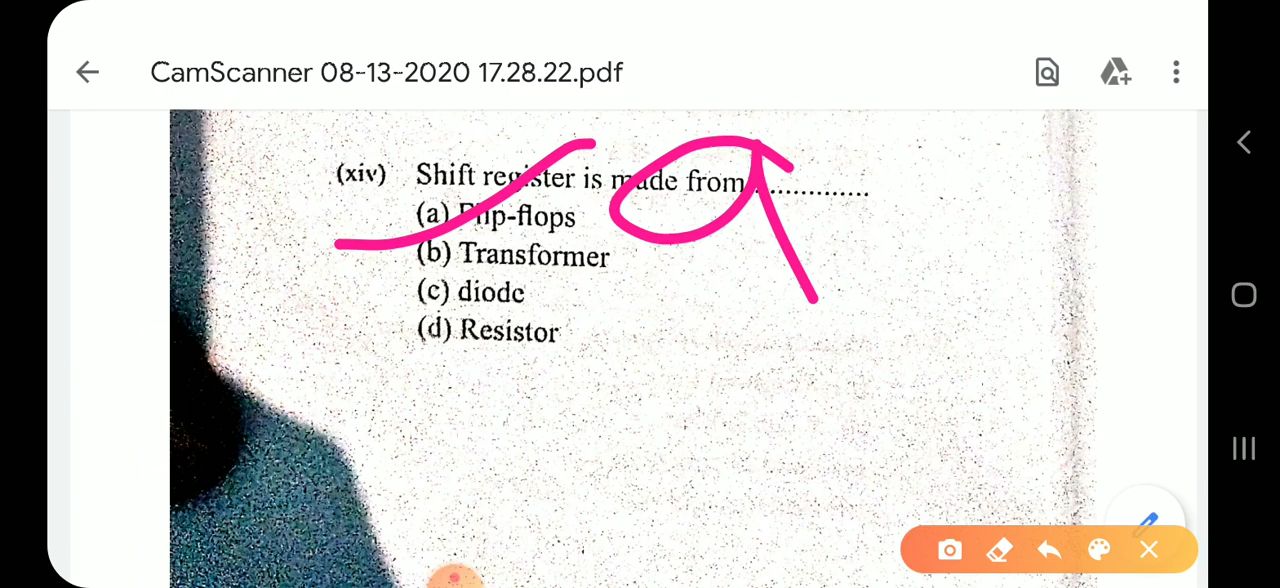 CamScanner 08-13-2020 17.28.22.pdf
(xiv) Shift register is made from..............
(a) Flip-flops
(b) Transformer
(c) diode
(d) Resistor
a